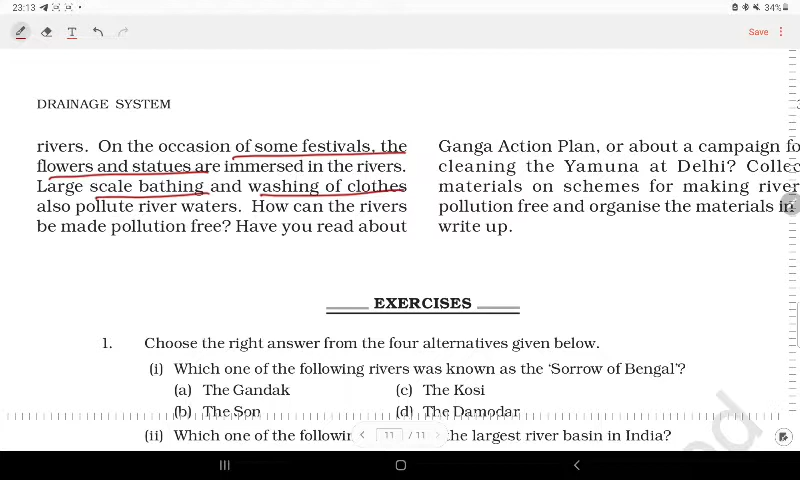 23:13
34%
T
Save
DRAINAGE SYSTEM
rivers. On the occasion of some festivals, the
flowers and statues are immersed in the rivers.
Large scale bathing and washing of clothes
also pollute river waters. How can the rivers
be made pollution free? Have you read about
Ganga Action Plan, or about a campaign fo
cleaning the Yamuna at Delhi? Collec
materials on schemes for making river
pollution free and organise the materials in
write up.
EXERCISES
1. Choose the right answer from the four alternatives given below.
(i) Which one of the following rivers was known as the ‘Sorrow of Bengal’?
(a) The Gandak (c) The Kosi
(b) The Son (d) The Damodar
(ii) Which one of the followin the largest river basin in India?
11 / 11